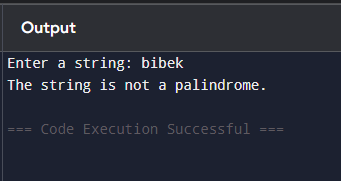 Output
Enter a string: bibek
The string is not a palindrome.
=== Code Execution Successful ===